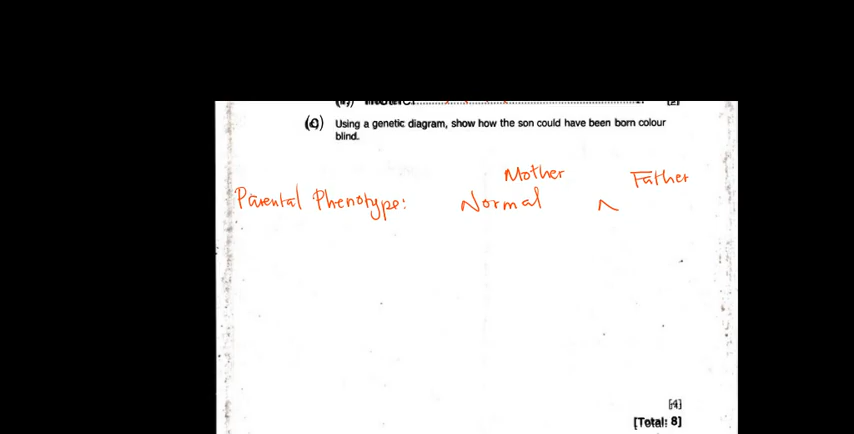 (c) Using a genetic diagram, show how the son could have been born colour
blind.
Mother Father
Parental Phenotype: Normal
[4]
[Total: 8]